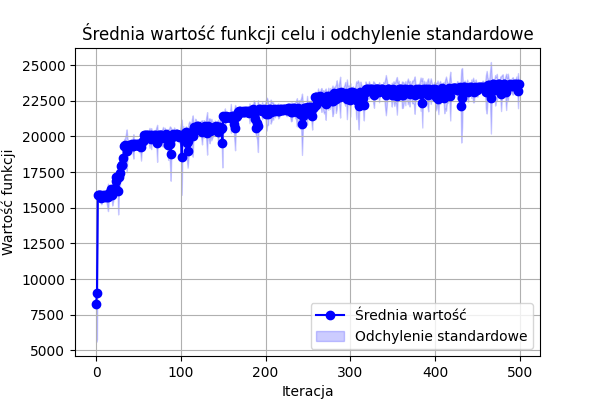 Średnia wartość funkcji celu i odchylenie standardowe
Wartość funkcji
25000
22500
20000
17500
15000
12500
10000
7500
5000
Średnia wartość
Odchylenie standardowe
0 100 200 300 400 500
Iteracja